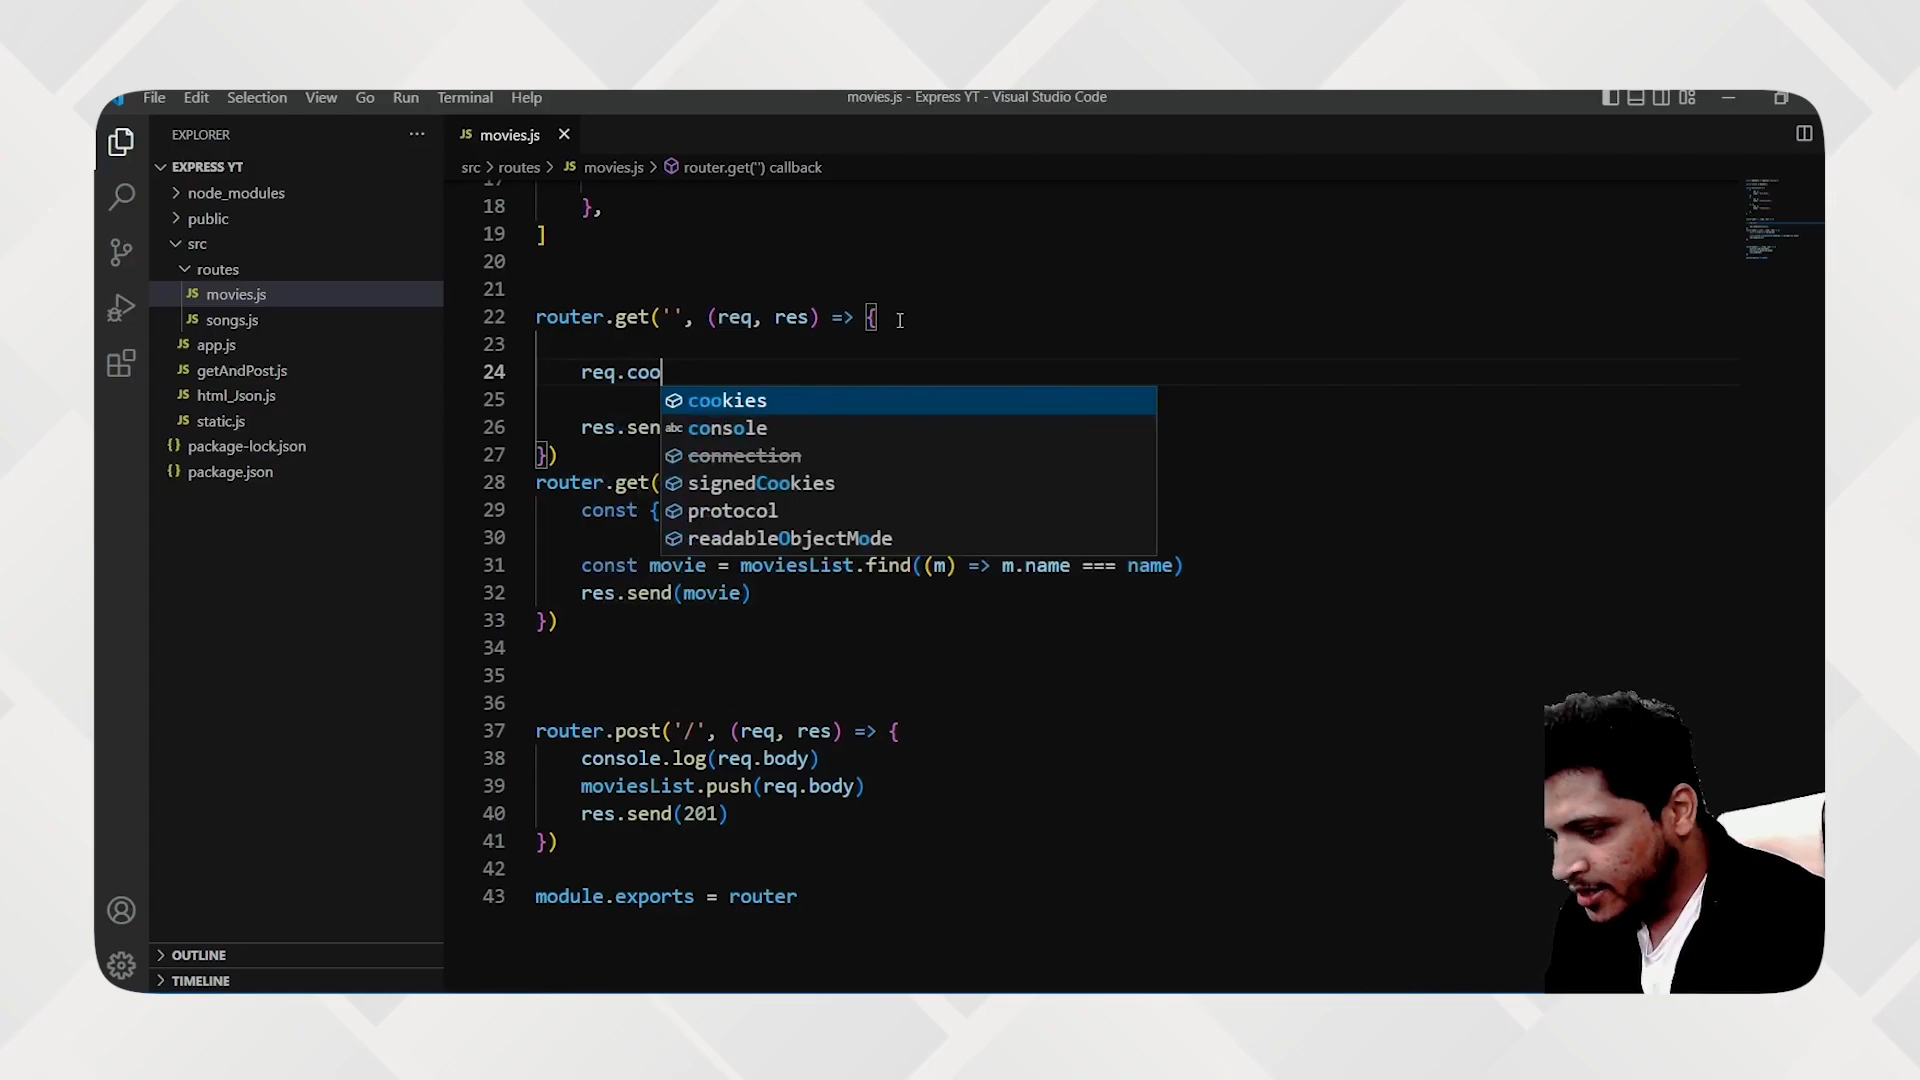 File Edit Selection View Go Run Terminal Help
movies.js - Express YT - Visual Studio Code
EXPLORER
EXPRESS YT
node_modules
public
src
routes
JS movies.js
JS songs.js
JS app.js
JS getAndPost.js
JS html_Json.js
JS static.js
{} package-lock.json
{} package.json
OUTLINE
TIMELINE
JS movies.js
src > routes > JS movies.js > router.get('') callback
17
18 },
19 ]
20
21
22 router.get('', (req, res) => {
23
24 req.coo
25
26 res.sen
27 })
28 router.get(
29 const {
30
31 const movie = moviesList.find((m) => m.name === name)
32 res.send(movie)
33 })
34
35
36
37 router.post('/', (req, res) => {
38 console.log(req.body)
39 moviesList.push(req.body)
40 res.send(201)
41 })
42
43 module.exports = router
cookies
abc console
connection
signedCookies
protocol
readableObjectMode